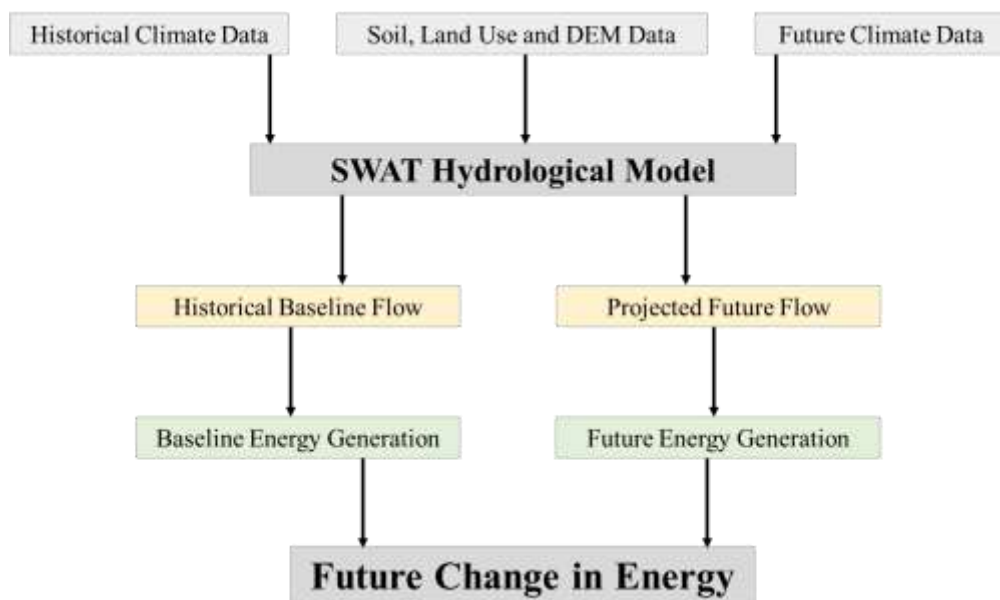 Historical Climate Data
Soil, Land Use and DEM Data
Future Climate Data
SWAT Hydrological Model
Historical Baseline Flow
Projected Future Flow
Baseline Energy Generation
Future Energy Generation
Future Change in Energy